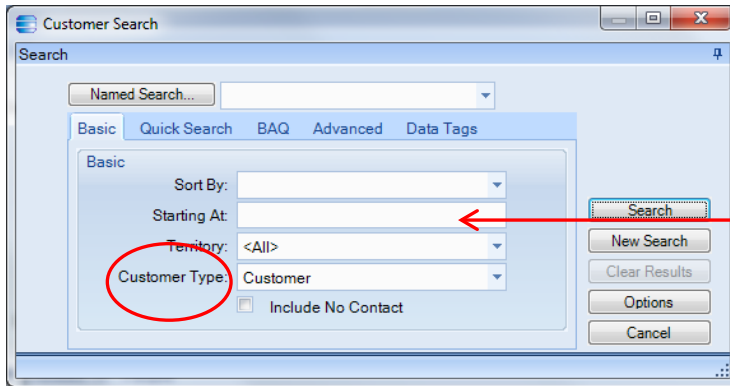 Customer Search
Search
Named Search...
Basic Quick Search BAQ Advanced Data Tags
Basic
Sort By:
Starting At:
Search
Territory: <All>
New Search
Customer Type: Customer
Clear Results
Include No Contact
Options
Cancel